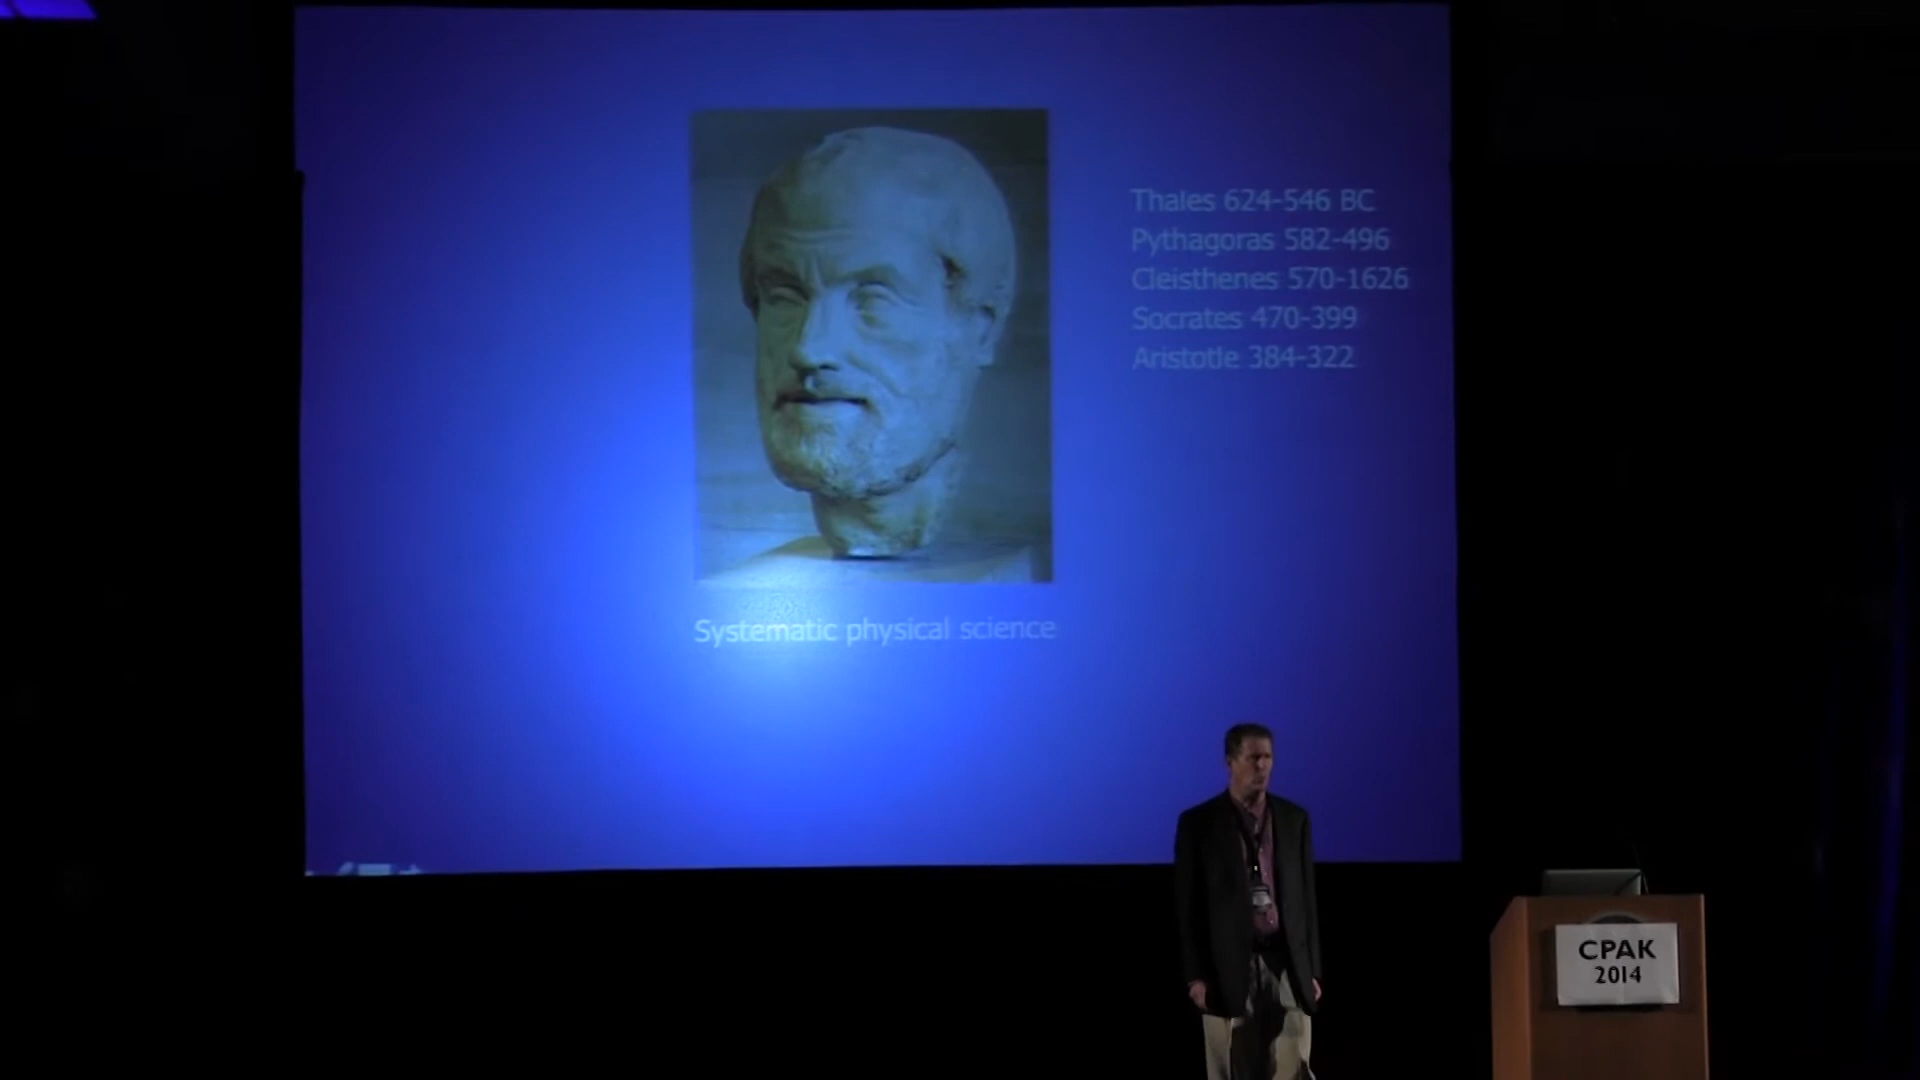 Thales 624-546 BC
Pythagoras 582-496
Cleisthenes 570-1626
Socrates 470-399
Aristotle 384-322
Systematic physical science
CPAK
2014